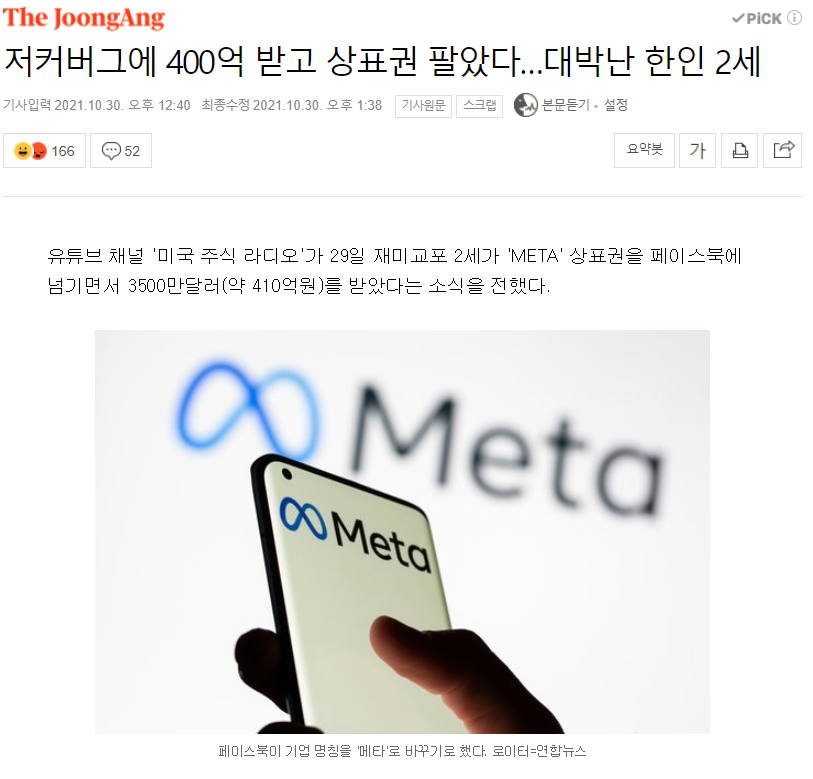 The JoongAng
PiCK
저커버그에 400억 받고 상표권 팔았다...대박난 한인 2세
기사입력 2021.10.30. 오후 12:40 최종수정 2021.10.30. 오후 1:38 기사원문 스크랩 본문듣기 · 설정
166 52 요약봇 가
유튜브 채널 '미국 주식 라디오'가 29일 재미교포 2세가 'META' 상표권을 페이스북에
넘기면서 3500만달러(약 410억원)를 받았다는 소식을 전했다.
Meta
Meta
페이스북이 기업 명칭을 '메타'로 바꾸기로 했다. 로이터=연합뉴스